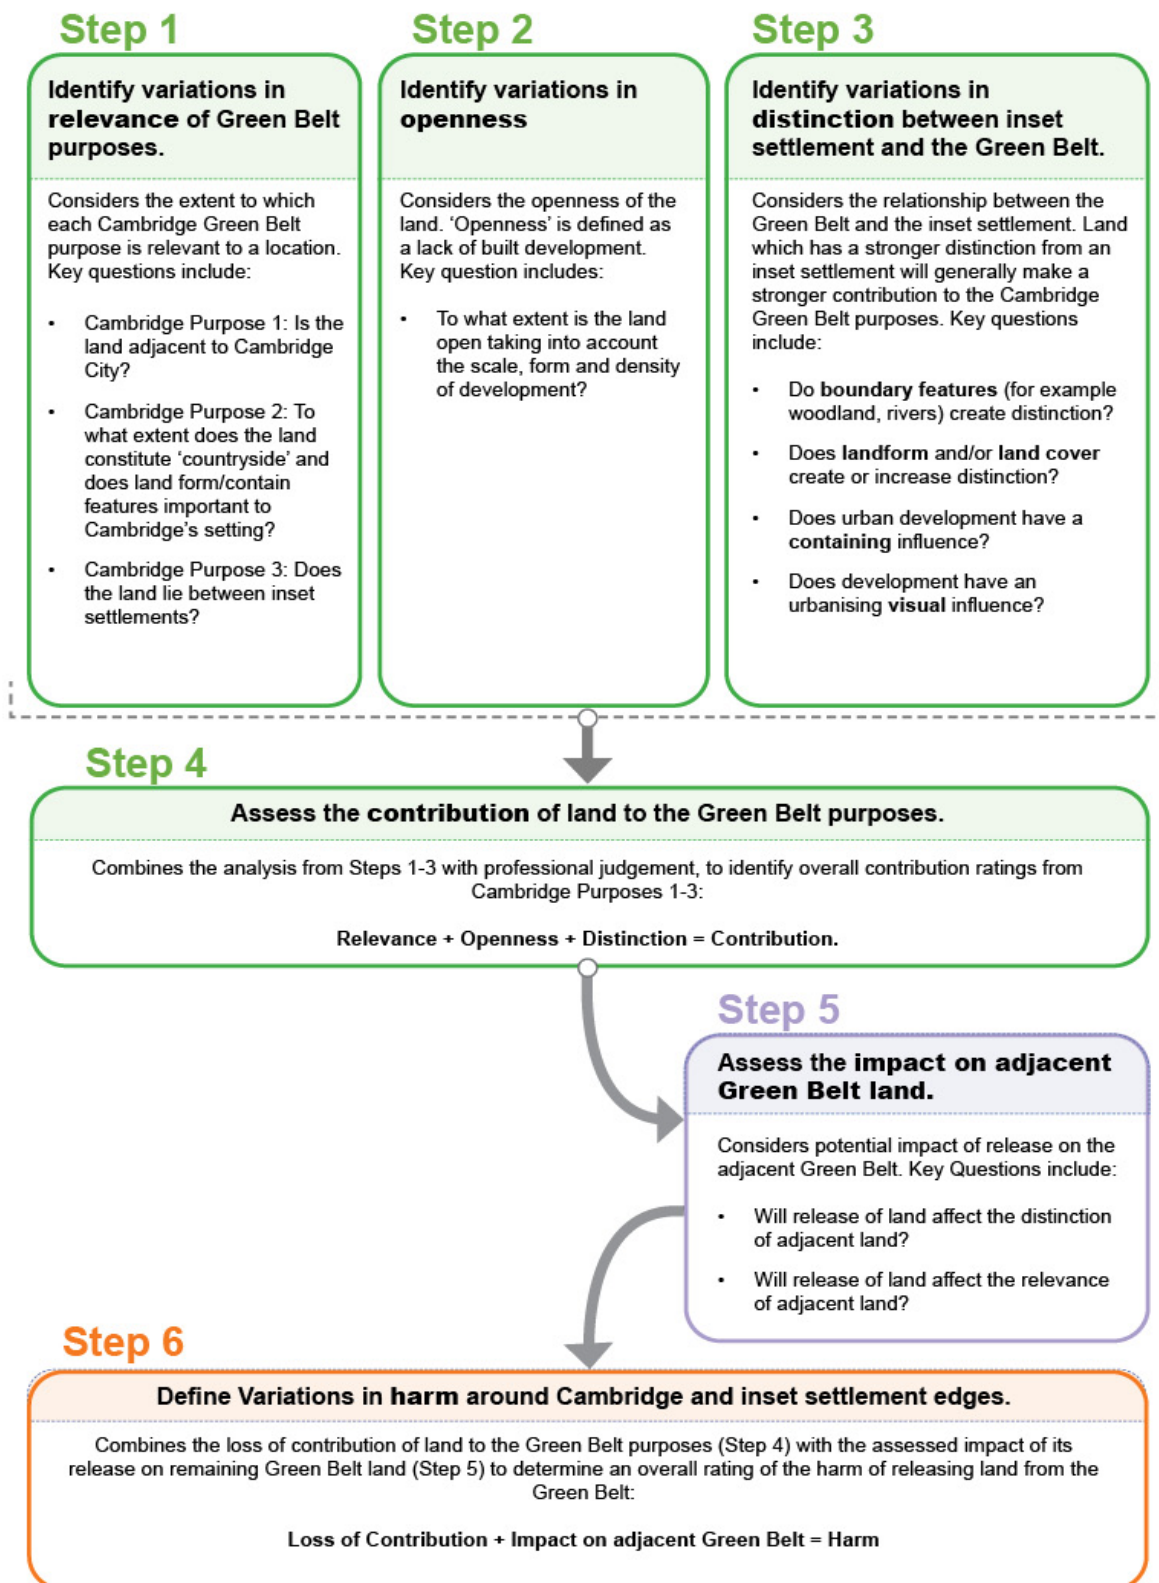 Step 1
Identify variations in
relevance of Green Belt
purposes.
Considers the extent to which
each Cambridge Green Belt
purpose is relevant to a location.
Key questions include:
• Cambridge Purpose 1: Is the
land adjacent to Cambridge
City?
• Cambridge Purpose 2: To
what extent does the land
constitute ‘countryside’ and
does land form/contain
features important to
Cambridge’s setting?
• Cambridge Purpose 3: Does
the land lie between inset
settlements?
Step 2
Identify variations in
openness
Considers the openness of the
land. ‘Openness’ is defined as
a lack of built development.
Key question includes:
• To what extent is the land
open taking into account
the scale, form and density
of development?
Step 3
Identify variations in
distinction between inset
settlement and the Green Belt.
Considers the relationship between the
Green Belt and the inset settlement. Land
which has a stronger distinction from an
inset settlement will generally make a
stronger contribution to the Cambridge
Green Belt purposes. Key questions
include:
• Do boundary features (for example
woodland, rivers) create distinction?
• Does landform and/or land cover
create or increase distinction?
• Does urban development have a
containing influence?
• Does development have an
urbanising visual influence?
Step 4
Assess the contribution of land to the Green Belt purposes.
Combines the analysis from Steps 1-3 with professional judgement, to identify overall contribution ratings from
Cambridge Purposes 1-3:
Relevance + Openness + Distinction = Contribution.
Step 5
Assess the impact on adjacent
Green Belt land.
Considers potential impact of release on the
adjacent Green Belt. Key Questions include:
• Will release of land affect the distinction
of adjacent land?
• Will release of land affect the relevance
of adjacent land?
Step 6
Define Variations in harm around Cambridge and inset settlement edges.
Combines the loss of contribution of land to the Green Belt purposes (Step 4) with the assessed impact of its
release on remaining Green Belt land (Step 5) to determine an overall rating of the harm of releasing land from the
Green Belt:
Loss of Contribution + Impact on adjacent Green Belt = Harm